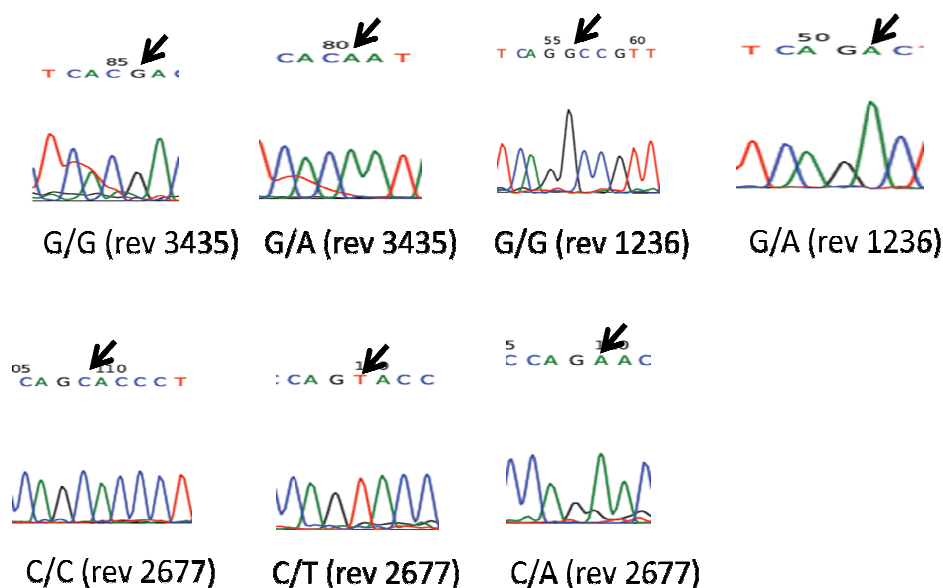 85
T C A C G A
G/G (rev 3435)
80
C A C A A T
G/A (rev 3435)
55 60
T C A G G C C G T T
G/G (rev 1236)
50
T C A G A C
G/A (rev 1236)
05 110
C A G C A C C C T
C/C (rev 2677)
C A G T A C C
C/T (rev 2677)
5
C C A G A A C
C/A (rev 2677)